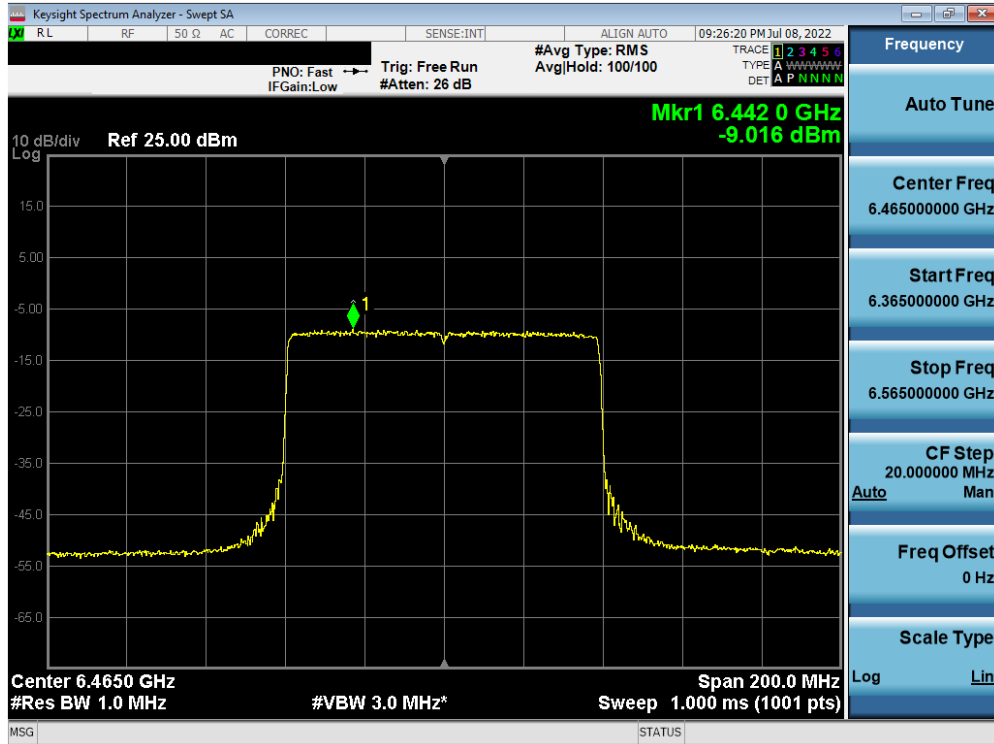 Keysight Spectrum Analyzer - Swept SA
LXI RL RF 50 Ω AC CORREC SENSE:INT ALIGN AUTO 09:26:20 PM Jul 08, 2022
PNO: Fast
IFGain:Low
Trig: Free Run
#Atten: 26 dB
#Avg Type: RMS
Avg|Hold: 100/100
TRACE 1 2 3 4 5 6
TYPE A WWWWW
DET A P N N N N
Mkr1 6.442 0 GHz
-9.016 dBm
10 dB/div Ref 25.00 dBm
Log
15.0
5.00
-5.00
-15.0
-25.0
-35.0
-45.0
-55.0
-65.0
1
Center 6.4650 GHz Span 200.0 MHz
#Res BW 1.0 MHz #VBW 3.0 MHz* Sweep 1.000 ms (1001 pts)
MSG STATUS
Frequency
Auto Tune
Center Freq
6.465000000 GHz
Start Freq
6.365000000 GHz
Stop Freq
6.565000000 GHz
CF Step
20.000000 MHz
Auto Man
Freq Offset
0 Hz
Scale Type
Log Lin